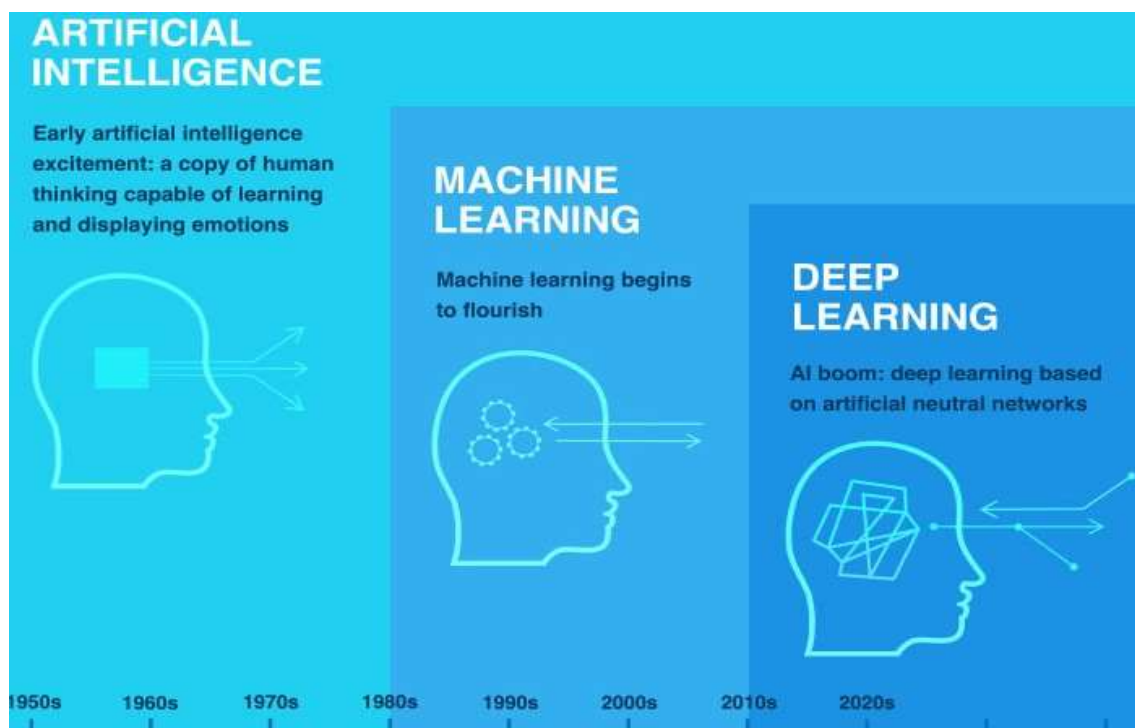 ARTIFICIAL
INTELLIGENCE
Early artificial intelligence
excitement: a copy of human
thinking capable of learning
and displaying emotions
MACHINE
LEARNING
Machine learning begins
to flourish
DEEP
LEARNING
AI boom: deep learning based
on artificial neutral networks
1950s 1960s 1970s 1980s 1990s 2000s 2010s 2020s